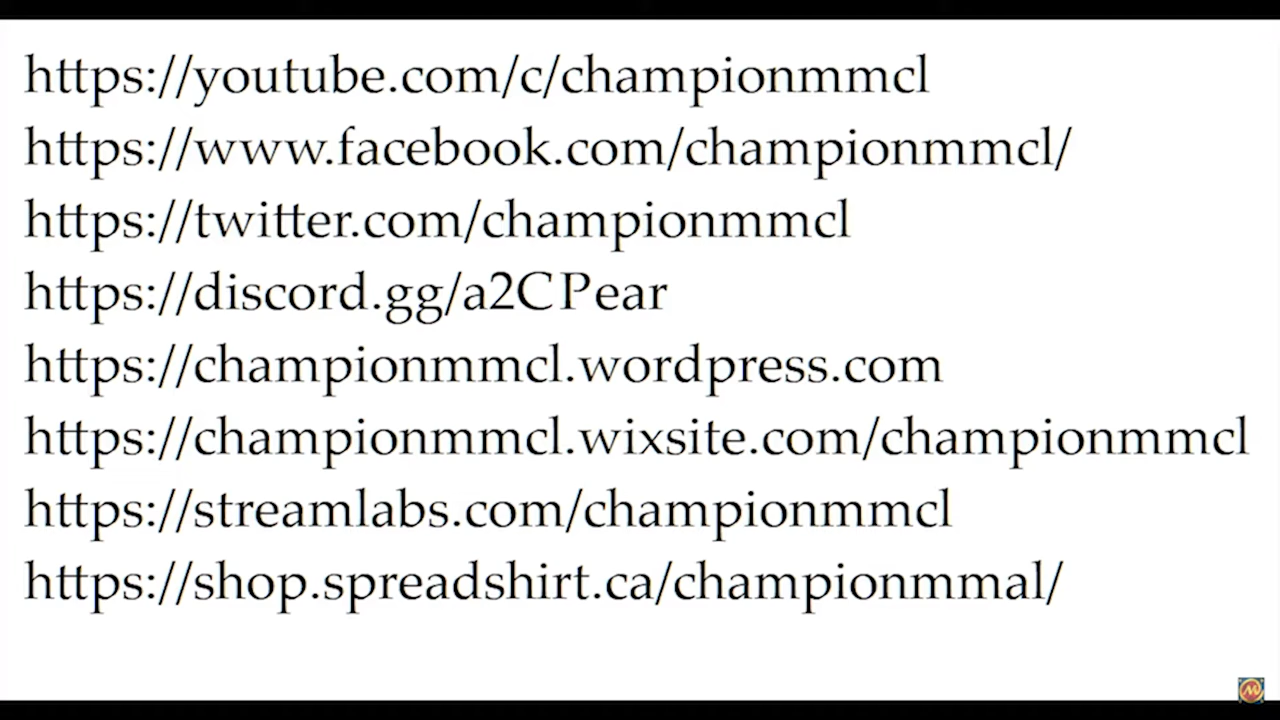 https://youtube.com/c/championmmcl
https://www.facebook.com/championmmcl/
https://twitter.com/championmmcl
https://discord.gg/a2CPear
https://championmmcl.wordpress.com
https://championmmcl.wixsite.com/championmmcl
https://streamlabs.com/championmmcl
https://shop.spreadshirt.ca/championmmal/
M